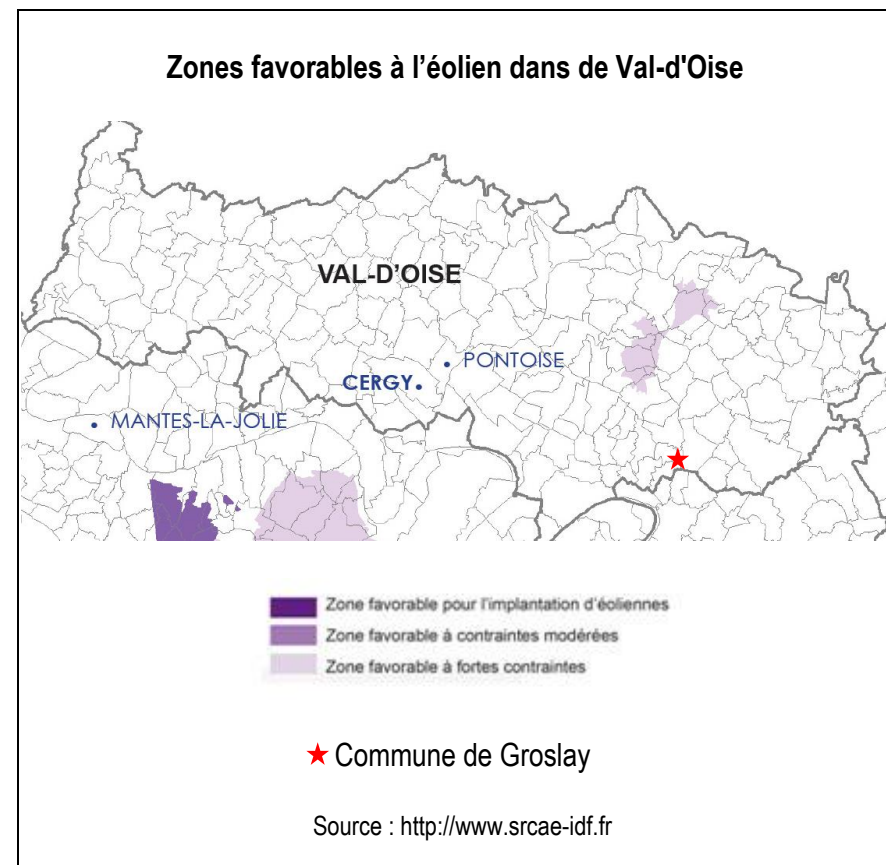 Zones favorables à l’éolien dans de Val-d'Oise
VAL-D’OISE
PONTOISE
CERGY
MANTES-LA-JOLIE
Zone favorable pour l’implantation d’éoliennes
Zone favorable à contraintes modérées
Zone favorable à fortes contraintes
Commune de Groslay
Source : http://www.srcae-idf.fr